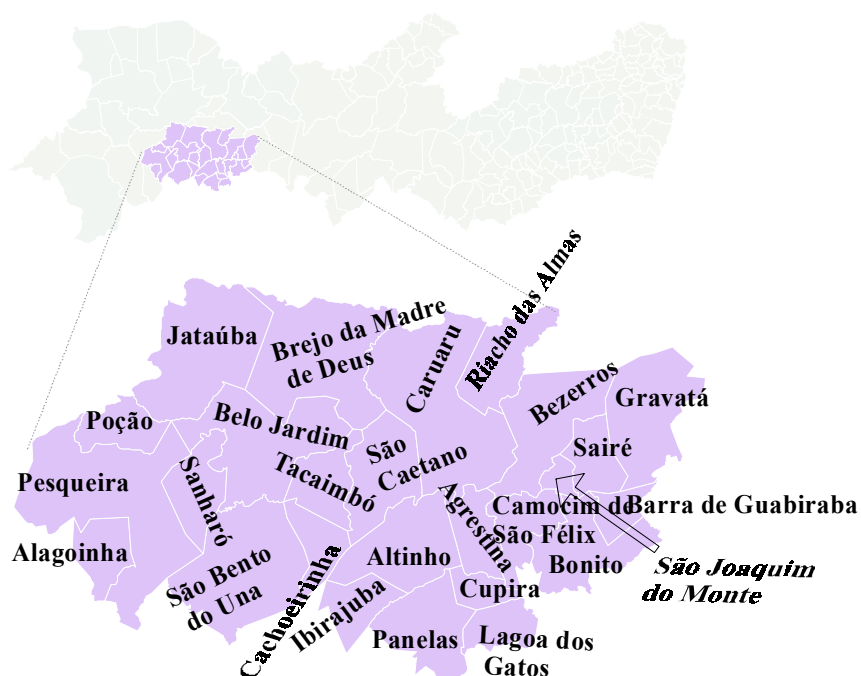 Riacho das Almas
Jataúba
Brejo da Madre
de Deus
Caruaru
Bezerros
Gravatá
Poção
Belo Jardim
São
Caetano
Sairé
Pesqueira
Sanharó
Tacaimbó
Agrestina
Camocim de
São Félix
Barra de Guabiraba
Alagoinha
São Bento
do Una
Cachoeirinha
Altinho
Bonito
São Joaquim
do Monte
Ibirajuba
Cupira
Panelas
Lagoa dos
Gatos